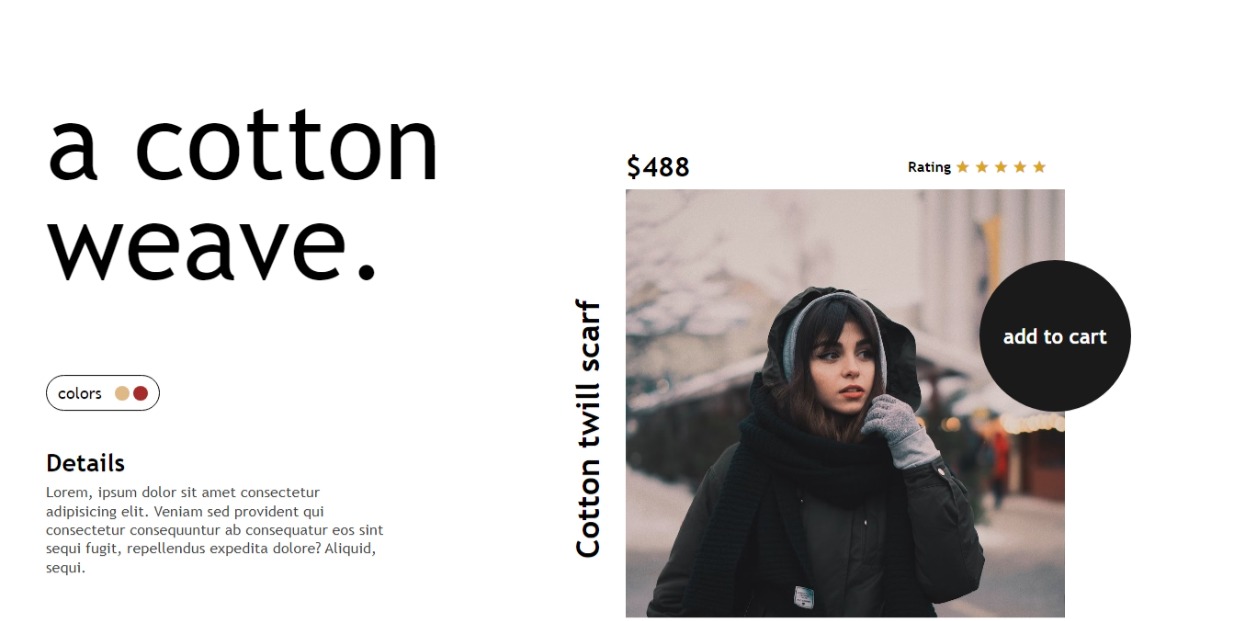 a cotton
weave.
colors
Details
Lorem, ipsum dolor sit amet consectetur
adipisicing elit. Veniam sed provident qui
consectetur consequuntur ab consequatur eos sint
sequi fugit, repellendus expedita dolore? Aliquid,
sequi.
$488
Rating
Cotton twill scarf
add to cart